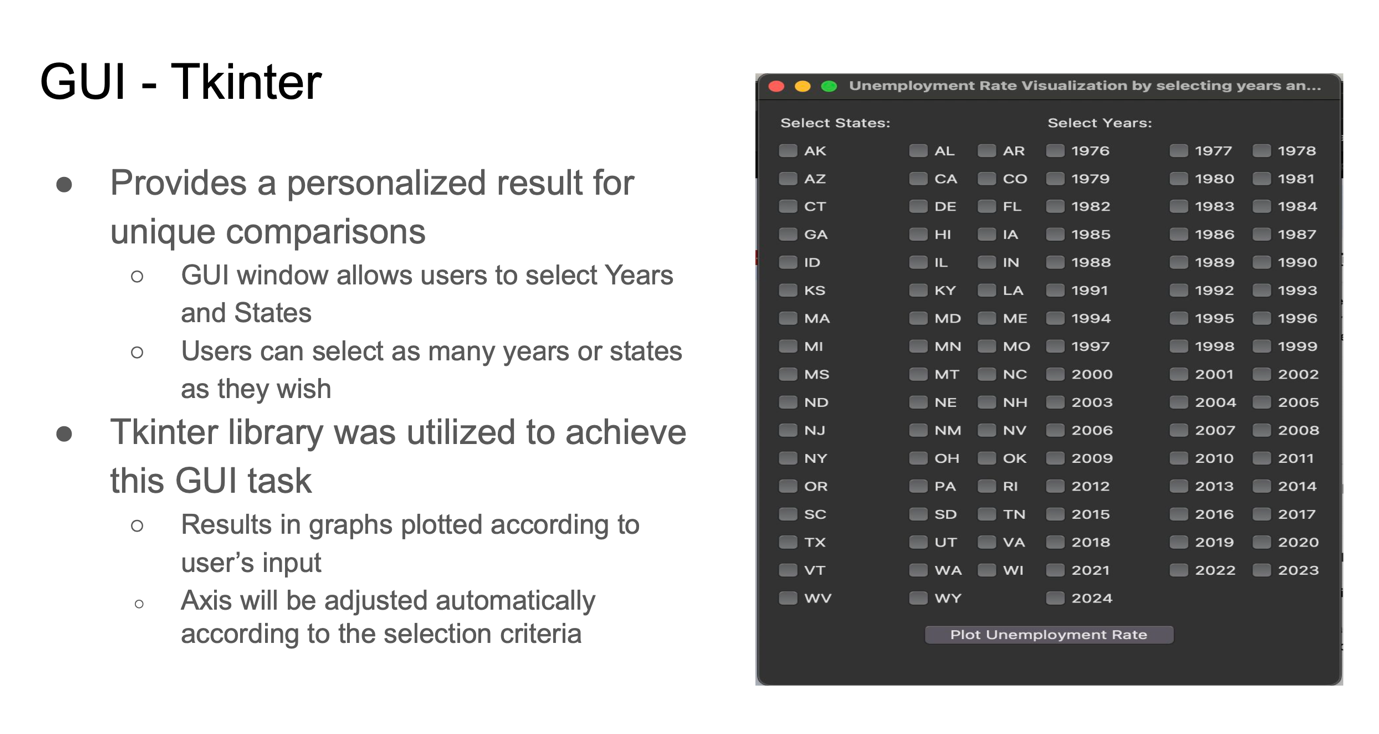 GUI - Tkinter
● Provides a personalized result for
unique comparisons
○ GUI window allows users to select Years
and States
○ Users can select as many years or states
as they wish
● Tkinter library was utilized to achieve
this GUI task
○ Results in graphs plotted according to
user’s input
○ Axis will be adjusted automatically
according to the selection criteria
Unemployment Rate Visualization by selecting years an...
Select States: Select Years:
AK AL AR 1976 1977 1978
AZ CA CO 1979 1980 1981
CT DE FL 1982 1983 1984
GA HI IA 1985 1986 1987
ID IL IN 1988 1989 1990
KS KY LA 1991 1992 1993
MA MD ME 1994 1995 1996
MI MN MO 1997 1998 1999
MS MT NC 2000 2001 2002
ND NE NH 2003 2004 2005
NJ NM NV 2006 2007 2008
NY OH OK 2009 2010 2011
OR PA RI 2012 2013 2014
SC SD TN 2015 2016 2017
TX UT VA 2018 2019 2020
VT WA WI 2021 2022 2023
WV WY 2024
Plot Unemployment Rate